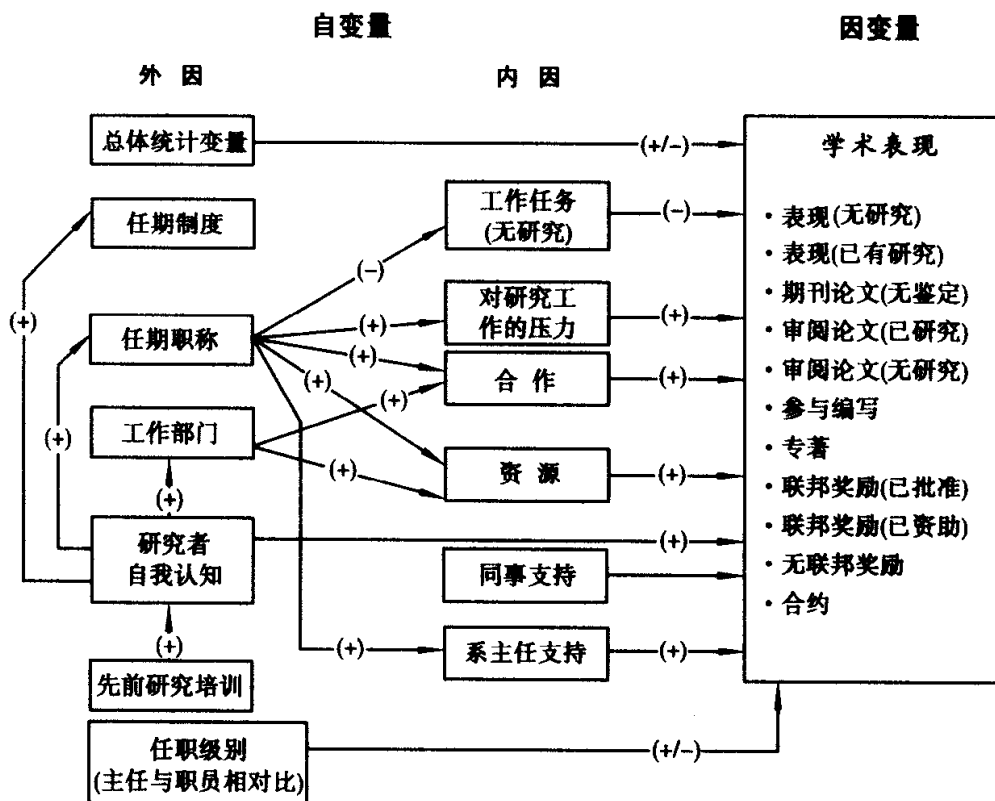 自变量
因变量
外 因
内 因
总体统计变量
(+/-)
学术表现
任期制度
工作任务
(无研究)
(-)
·表现(无研究)
·表现(已有研究)
·期刊论文(无鉴定)
·审阅论文(已研究)
·审阅论文(无研究)
·参与编写
·专著
·联邦奖励(已批准)
·联邦奖励(已资助)
·无联邦奖励
·合约
(-)
(+)
任期职称
(+)
对研究工
作的压力
(+)
(+)
合 作
(+)
(+)
(+)
(+)
工作部门
(+)
资 源
(+)
(+)
研究者
自我认知
(+)
同事支持
(+)
(+)
系主任支持
(+)
先前研究培训
任职级别
(主任与职员相对比)
(+/-)